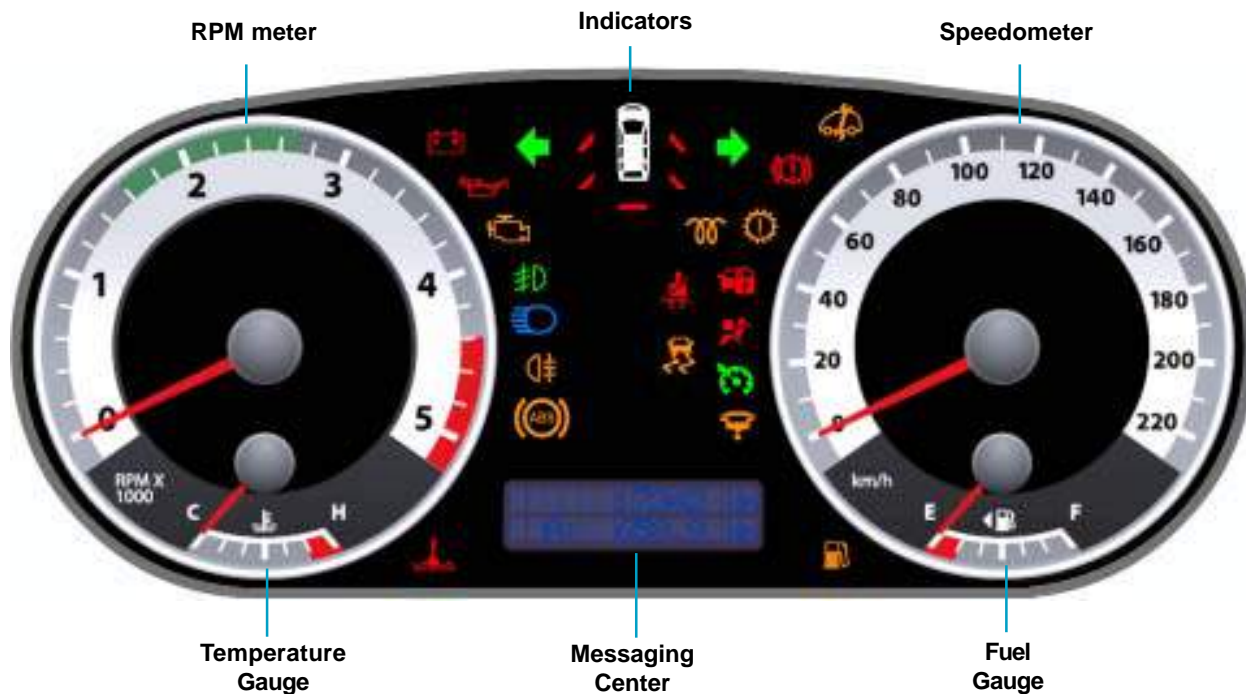 RPM meter
Indicators
Speedometer
0
1
2
3
4
5
RPM X
1000
C
H
ABS
0
20
40
60
80
100
120
140
160
180
200
220
km/h
E
F
Temperature
Gauge
Messaging
Center
Fuel
Gauge